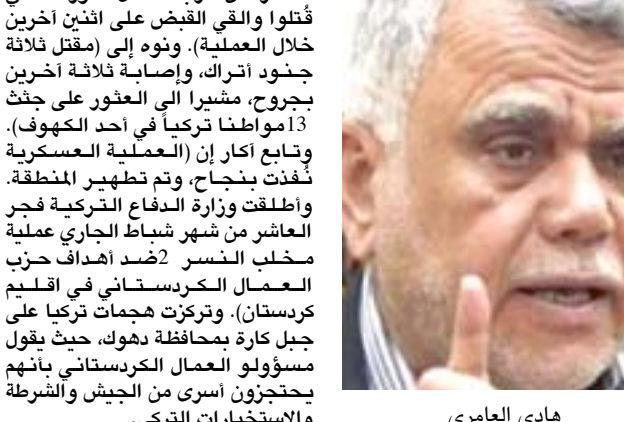 قُتلوا والقي القبض على اثنين آخرين
خلال العملية). ونوه إلى (مقتل ثلاثة
جنود أتراك، وإصابة ثلاثة آخرين
بجروح، مشيرا الى العثور على جثث
13مواطنا تركياً في أحد الكهوف).
وتابع آكار إن (العملية العسكرية
نُفذت بنجاح، وتم تطهير المنطقة.
وأطلقت وزارة الدفاع التركية فجر
العاشر من شهر شباط الجاري عملية
مخلب النسر 2ضد أهداف حزب
العمال الكردستاني في اقليم
كردستان). وتركزت هجمات تركيا على
جبل كارة بمحافظة دهوك، حيث يقول
مسؤولو العمال الكردستاني بأنهم
يحتجزون أسرى من الجيش والشرطة
والاستخبارات التركي.
هادي العامري